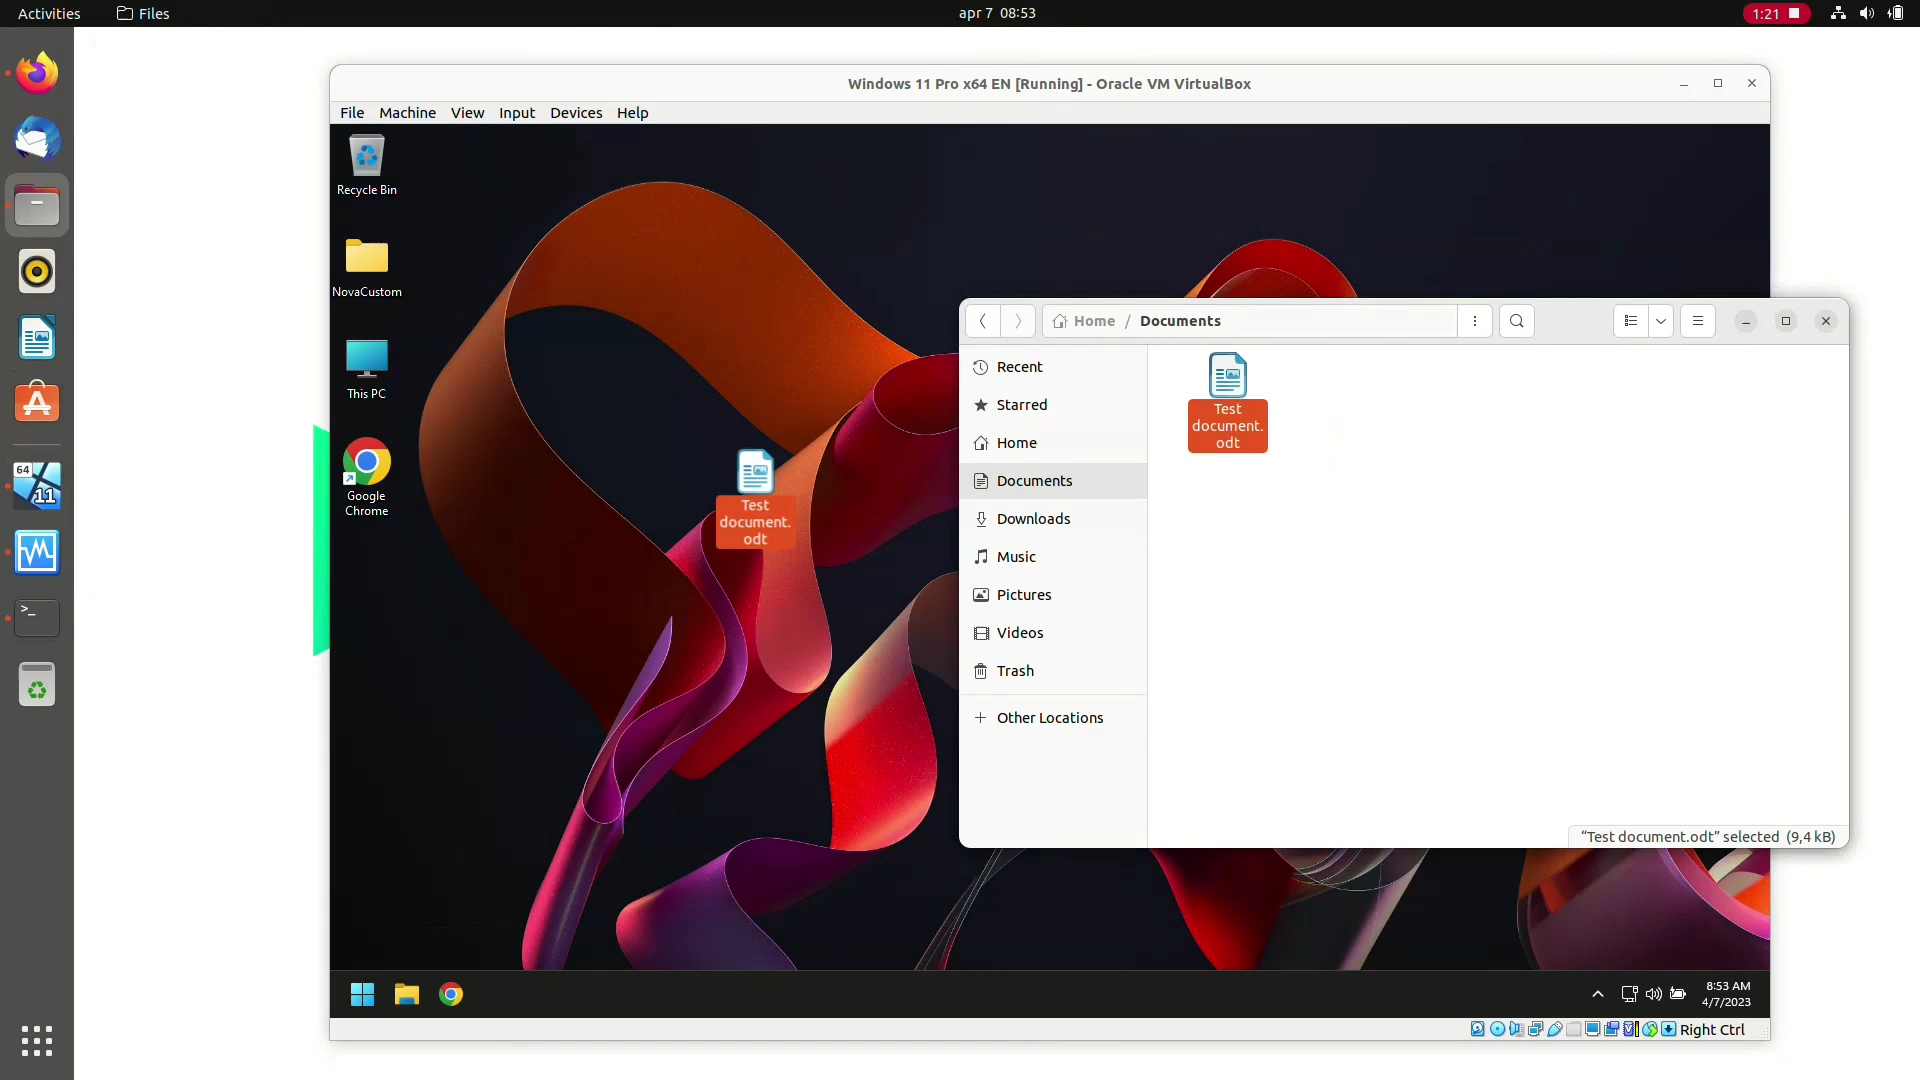 Activities
Files
apr 7 08:53
1:21
Windows 11 Pro x64 EN [Running] - Oracle VM VirtualBox
File Machine View Input Devices Help
Recycle Bin
NovaCustom
This PC
Google
Chrome
Test
document.
odt
Home / Documents
Recent
Starred
Home
Documents
Downloads
Music
Pictures
Videos
Trash
Other Locations
Test
document.
odt
“Test document.odt” selected (9,4 kB)
64
11
8:53 AM
4/7/2023
Right Ctrl